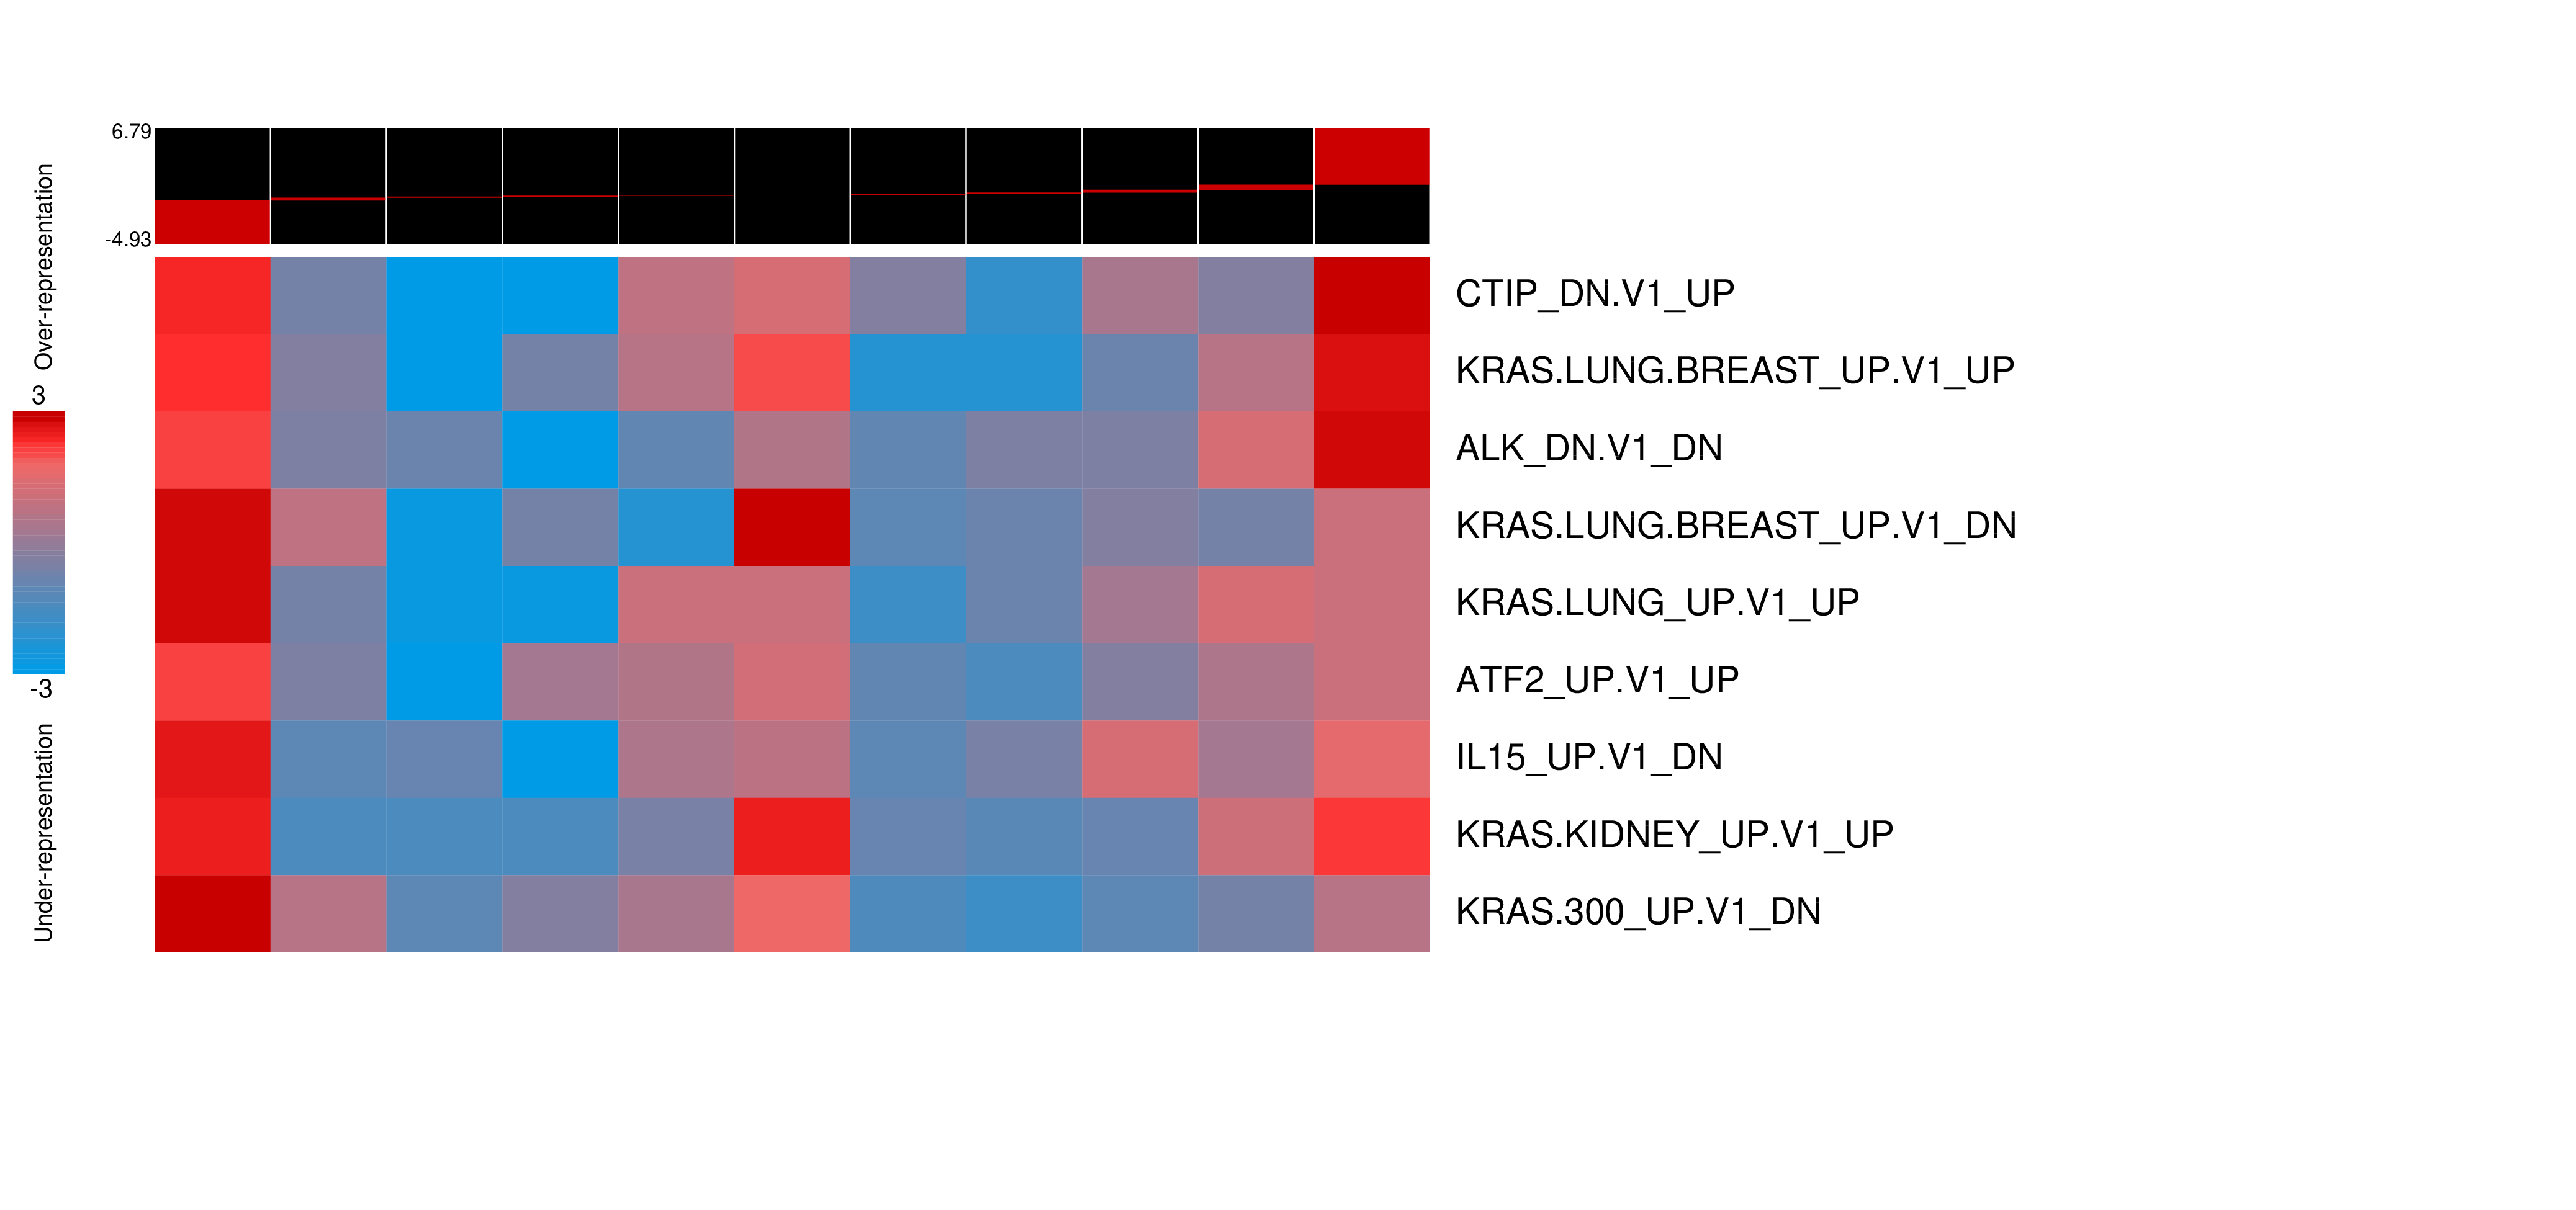 6.79
-4.93
Over-representation
3
-3
Under-representation
CTIP_DN.V1_UP
KRAS.LUNG.BREAST_UP.V1_UP
ALK_DN.V1_DN
KRAS.LUNG.BREAST_UP.V1_DN
KRAS.LUNG_UP.V1_UP
ATF2_UP.V1_UP
IL15_UP.V1_DN
KRAS.KIDNEY_UP.V1_UP
KRAS.300_UP.V1_DN